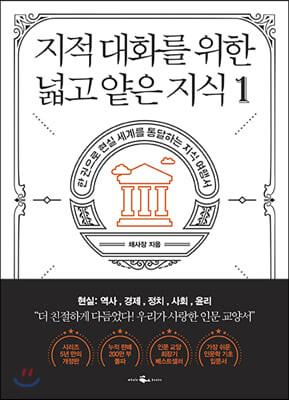 지적 대화를 위한
넓고 얕은 지식 1
한 권으로 현실 세계를 통달하는 지식 여행서
채사장 지음
현실: 역사, 경제, 정치, 사회, 윤리
"더 친절하게 다듬었다! 우리가 사랑한 인문 교양서"
시리즈 5년 만의 개정판
누적 판매 200만 부 돌파
인문 교양 최장기 베스트셀러
가장 쉬운 인문학 기초 입문서
whale books
yes24